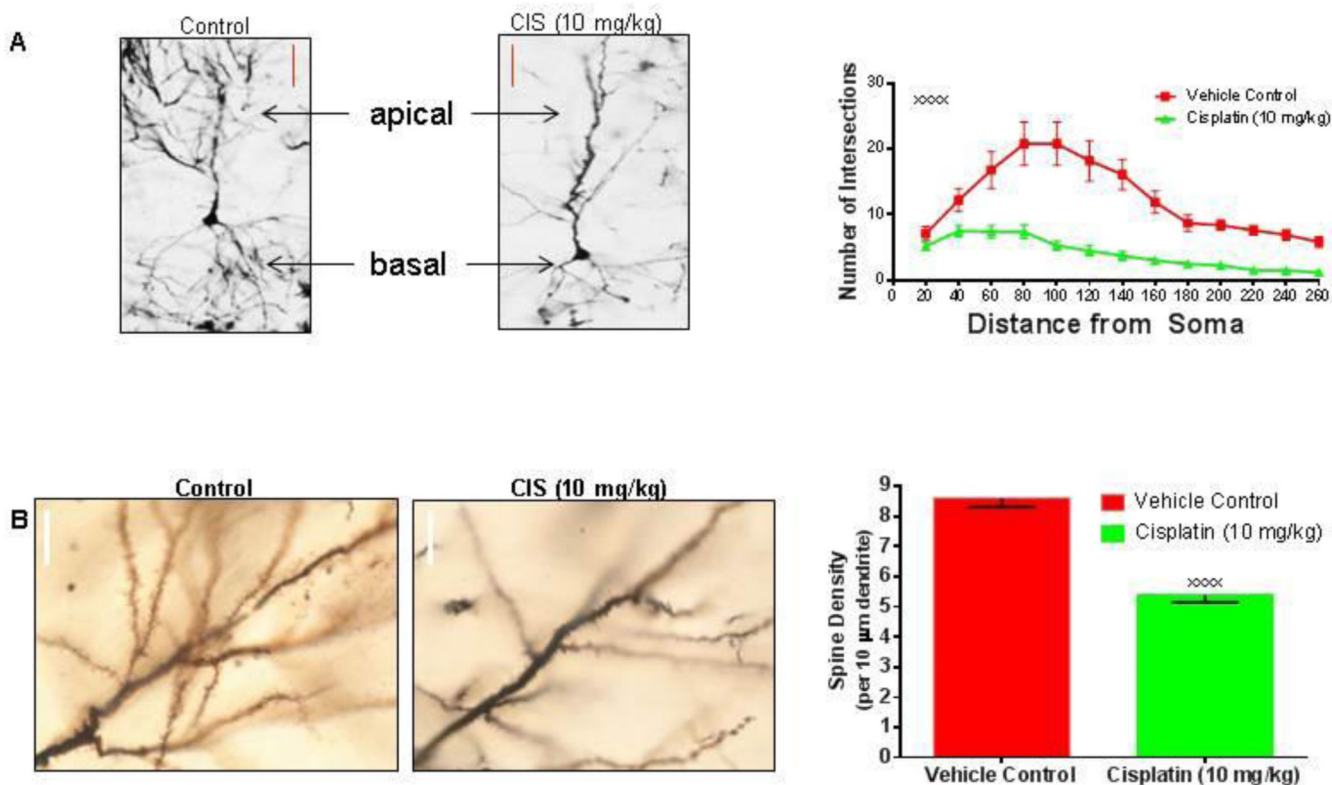 A
Control
CIS (10 mg/kg)
apical
basal
Number of Intersections
30
20
10
0
xxxx
Vehicle Control
Cisplatin (10 mg/kg)
0 20 40 60 80 100 120 140 160 180 200 220 240 260
Distance from Soma
B
Control
CIS (10 mg/kg)
Spine Density
(per 10 µm dendrite)
9
8
7
6
5
4
3
2
1
0
Vehicle Control
Cisplatin (10 mg/kg)
xxxx
Vehicle Control Cisplatin (10 mg/kg)